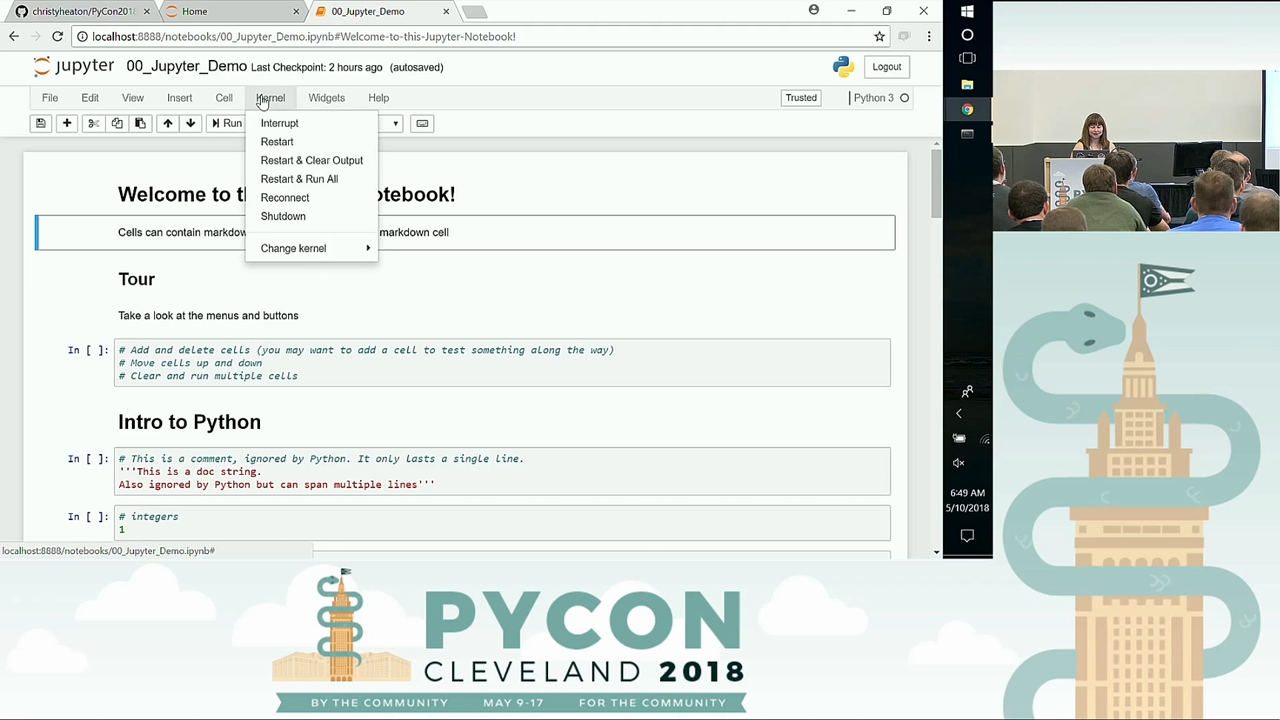 christyheaton/PyCon2018
Home
00_Jupyter_Demo
localhost:8888/notebooks/00_Jupyter_Demo.ipynb#Welcome-to-this-Jupyter-Notebook!
jupyter 00_Jupyter_Demo Last Checkpoint: 2 hours ago (autosaved)
Logout
File Edit View Insert Cell Kernel Widgets Help
Trusted
Python 3
Run
Interrupt
Restart
Restart & Clear Output
Restart & Run All
Reconnect
Shutdown
Change kernel
Welcome to th otebook!
Cells can contain markdow markdown cell
Tour
Take a look at the menus and buttons
In [ ]: # Add and delete cells (you may want to add a cell to test something along the way)
# Move cells up and down
# Clear and run multiple cells
Intro to Python
In [ ]: # This is a comment, ignored by Python. It only lasts a single line.
'''This is a doc string.
Also ignored by Python but can span multiple lines'''
In [ ]: # integers
1
localhost:8888/notebooks/00_Jupyter_Demo.ipynb#
6:49 AM
5/10/2018
PYCON
CLEVELAND 2018
BY THE COMMUNITY MAY 9-17 FOR THE COMMUNITY